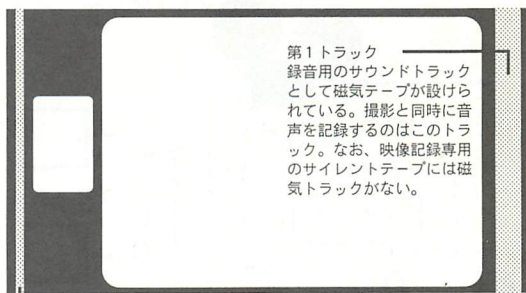 第1トラック
録音用のサウンドトラック
として磁気テープが設けら
れている。撮影と同時に音
声を記録するのはこのトラ
ック。なお、映像記録専用
のサイレントテープには磁
気トラックがない。